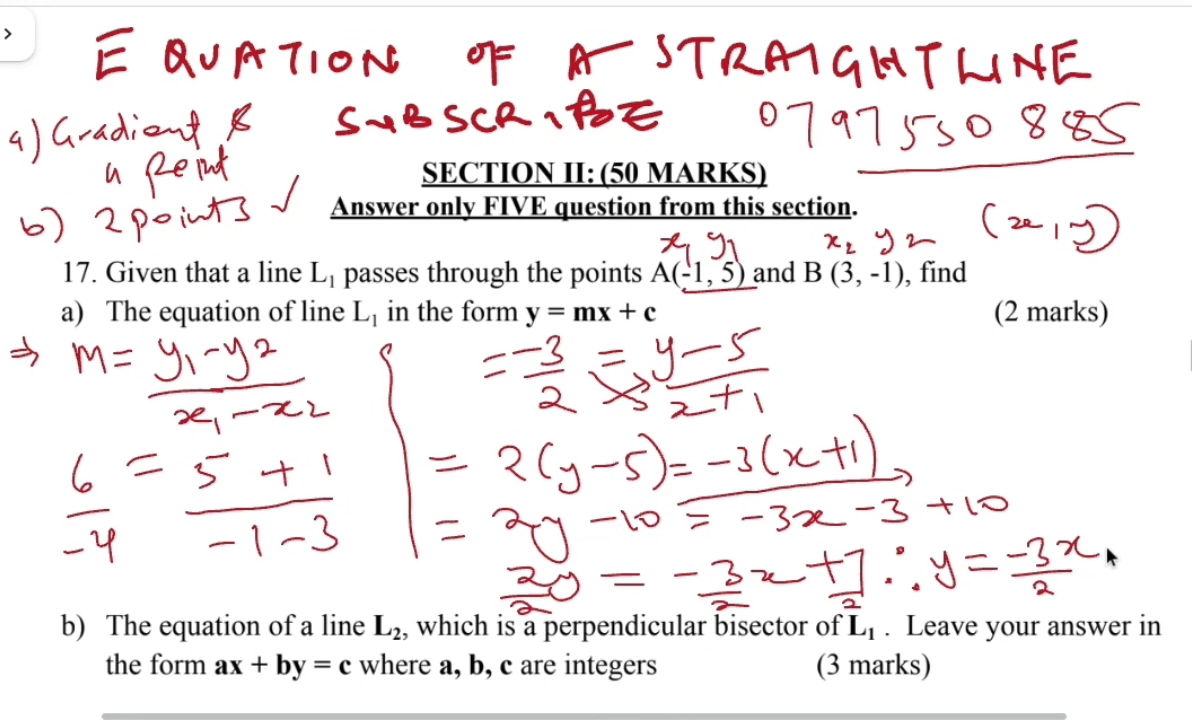 >
E QUATION OF A STRAIGHTLINE
a) Gradient & SUBSCRIBE 0797550885
a Point
SECTION II: (50 MARKS)
b) 2 points ✓ Answer only FIVE question from this section. (x, y)
x₁ y₁ x₂ y₂
17. Given that a line L₁ passes through the points A(-1, 5) and B (3, -1), find
a) The equation of line L₁ in the form y = mx + c (2 marks)
⇒ M = y₁-y₂ / x₁-x₂
6/-4 = 5+1 / -1-3
= -3/2 = y-5 / x+1
= 2(y-5) = -3(x+1)
= 2y -10 = -3x -3 +10
2y/2 = -3x/2 +7/2 ∴ y = -3x/2
b) The equation of a line L₂, which is a perpendicular bisector of L₁ . Leave your answer in
the form ax + by = c where a, b, c are integers (3 marks)